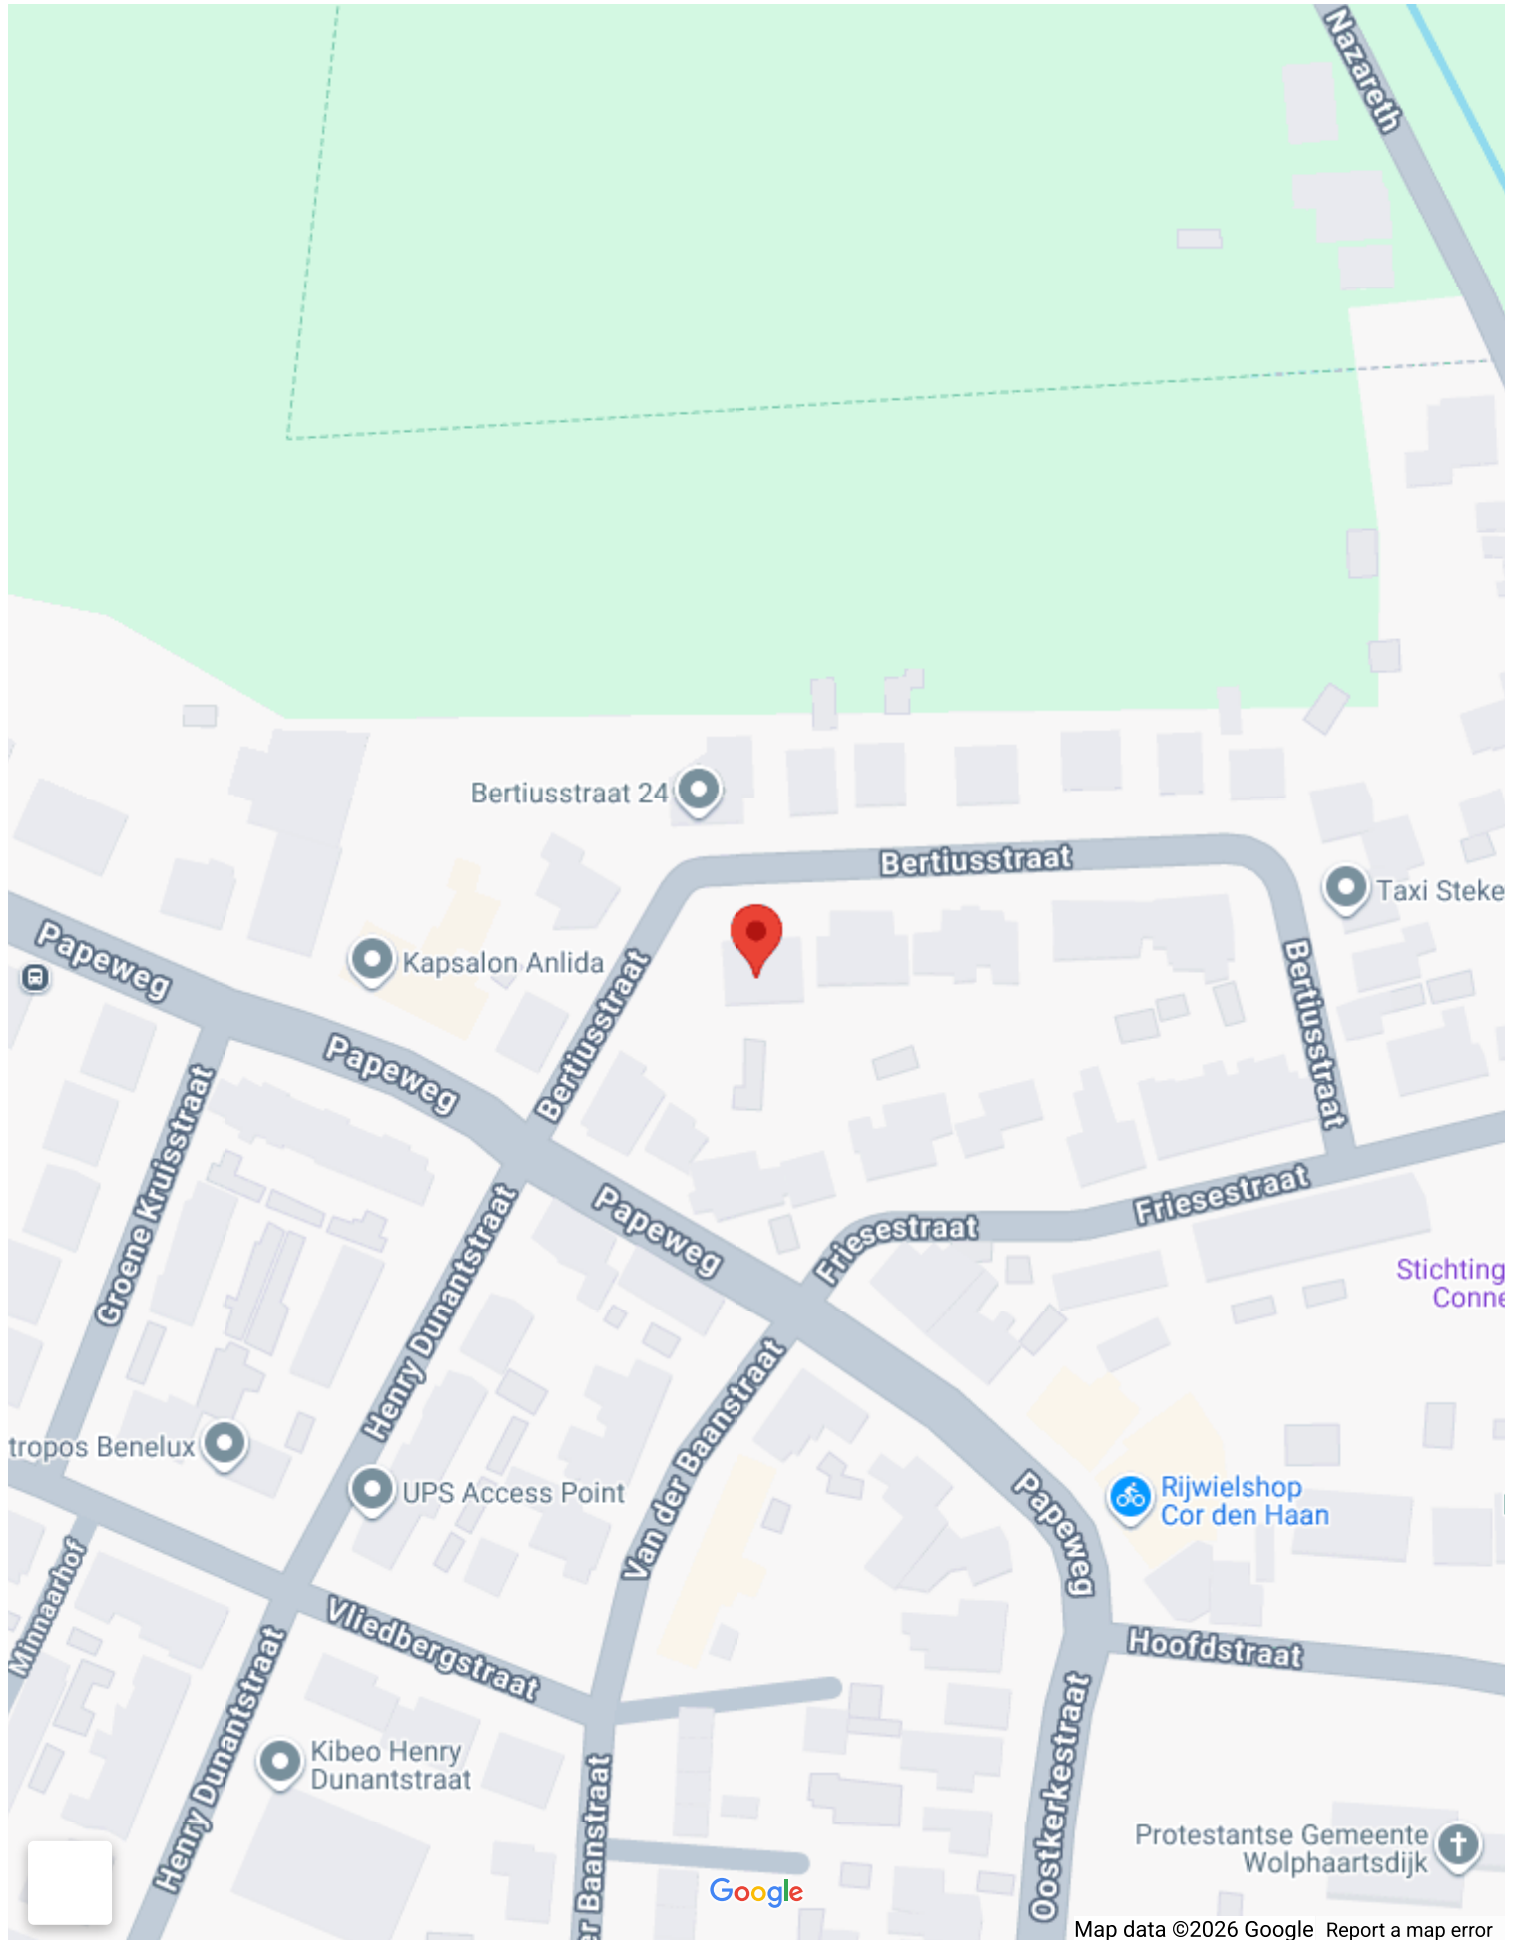 Nazareth
Bertiusstraat 24
Bertiusstraat
Taxi Steke
Papeweg
Kapsalon Anlida
Bertiusstraat
Bertiusstraat
Papeweg
Groene Kruisstraat
Papeweg
Friesestraat
Friesestraat
Henry Dunantstraat
Stichting
Conne
tropos Benelux
UPS Access Point
Van der Baanstraat
Papeweg
Rijwielshop
Cor den Haan
Minnaarhof
Vliedbergstraat
Hoofdstraat
Henry Dunantstraat
Kibeo Henry
Dunantstraat
Oostkerkestraat
er Baanstraat
Protestantse Gemeente
Wolphaartsdijk
Google
Map data ©2026 Google Report a map error